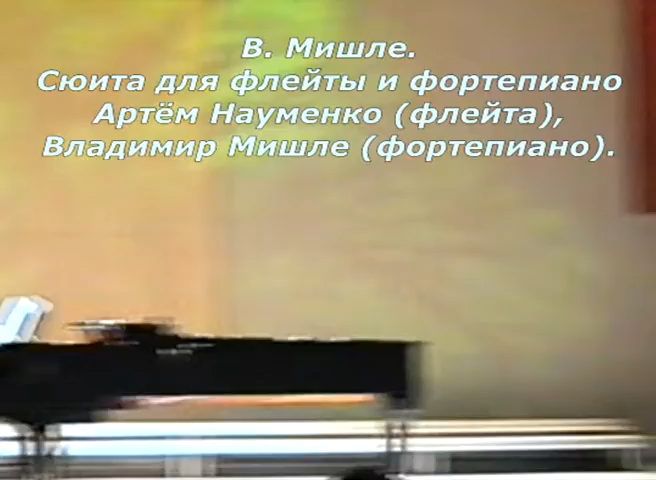 В. Мишле.
Сюита для флейты и фортепиано
Артём Науменко (флейта),
Владимир Мишле (фортепиано).